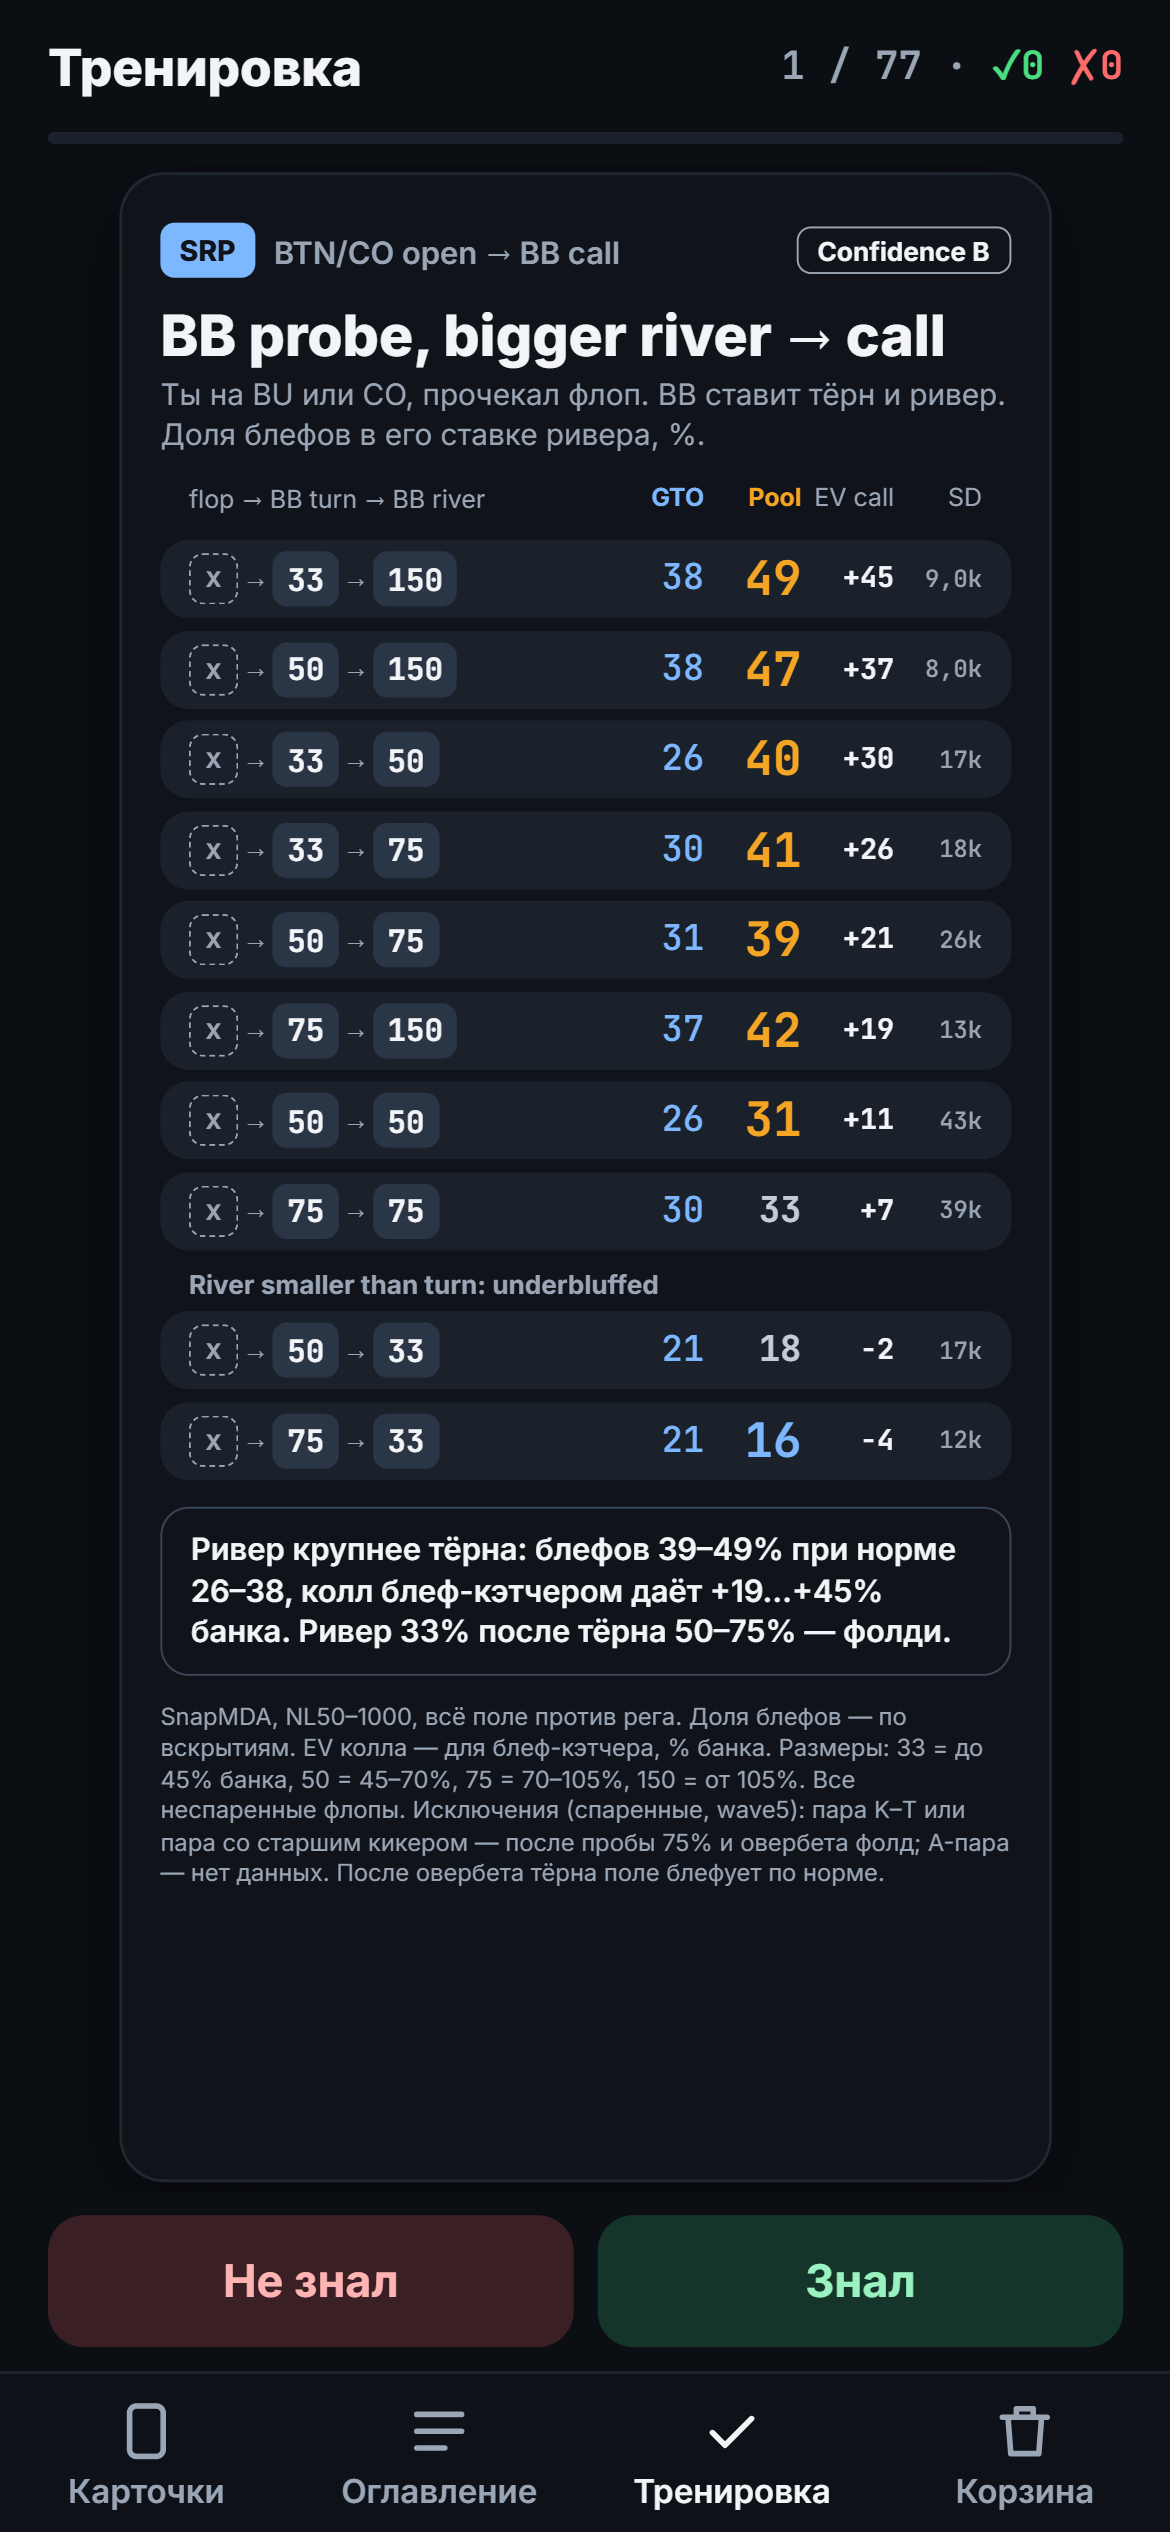 Тренировка 1 / 77 · ✓0 ✗0
SRP BTN/CO open → BB call Confidence B
BB probe, bigger river → call
Ты на BU или CO, прочекал флоп. BB ставит тёрн и ривер.
Доля блефов в его ставке ривера, %.
flop → BB turn → BB river GTO Pool EV call SD
x → 33 → 150 38 49 +45 9,0k
x → 50 → 150 38 47 +37 8,0k
x → 33 → 50 26 40 +30 17k
x → 33 → 75 30 41 +26 18k
x → 50 → 75 31 39 +21 26k
x → 75 → 150 37 42 +19 13k
x → 50 → 50 26 31 +11 43k
x → 75 → 75 30 33 +7 39k
River smaller than turn: underbluffed
x → 50 → 33 21 18 -2 17k
x → 75 → 33 21 16 -4 12k
Ривер крупнее тёрна: блефов 39–49% при норме
26–38, колл блеф-кэтчером даёт +19…+45%
банка. Ривер 33% после тёрна 50–75% — фолди.
SnapMDA, NL50–1000, всё поле против рега. Доля блефов — по
вскрытиям. EV колла — для блеф-кэтчера, % банка. Размеры: 33 = до
45% банка, 50 = 45–70%, 75 = 70–105%, 150 = от 105%. Все
неспаренные флопы. Исключения (спаренные, wave5): пара K–T или
пара со старшим кикером — после пробы 75% и овербета фолд; A-пара
— нет данных. После овербета тёрна поле блефует по норме.
Не знал Знал
Карточки Оглавление Тренировка Корзина